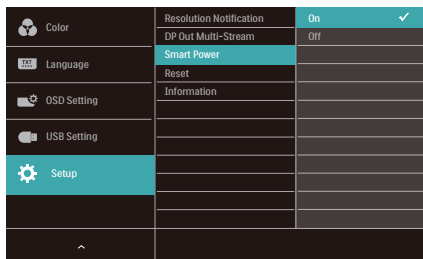 Color
TXT
Language
OSD Setting
USB Setting
Setup
Resolution Notification
DP Out Multi-Stream
Smart Power
Reset
Information
On
Off